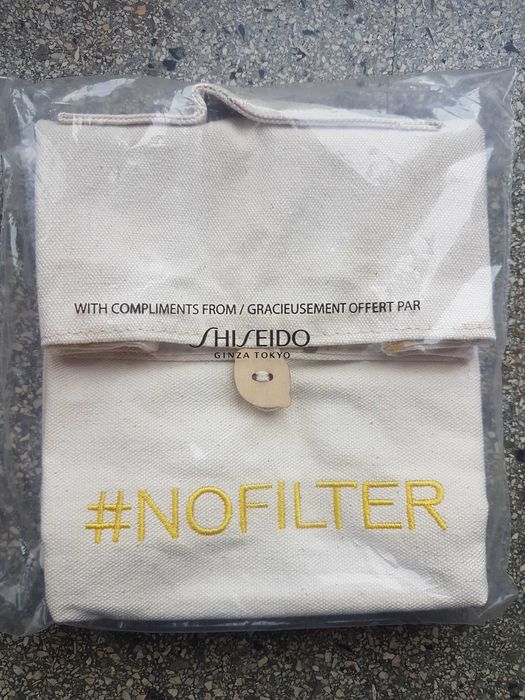 WITH COMPLIMENTS FROM / GRACIEUSEMENT OFFERT PAR
SHISEIDO
GINZA TOKYO
#NOFILTER